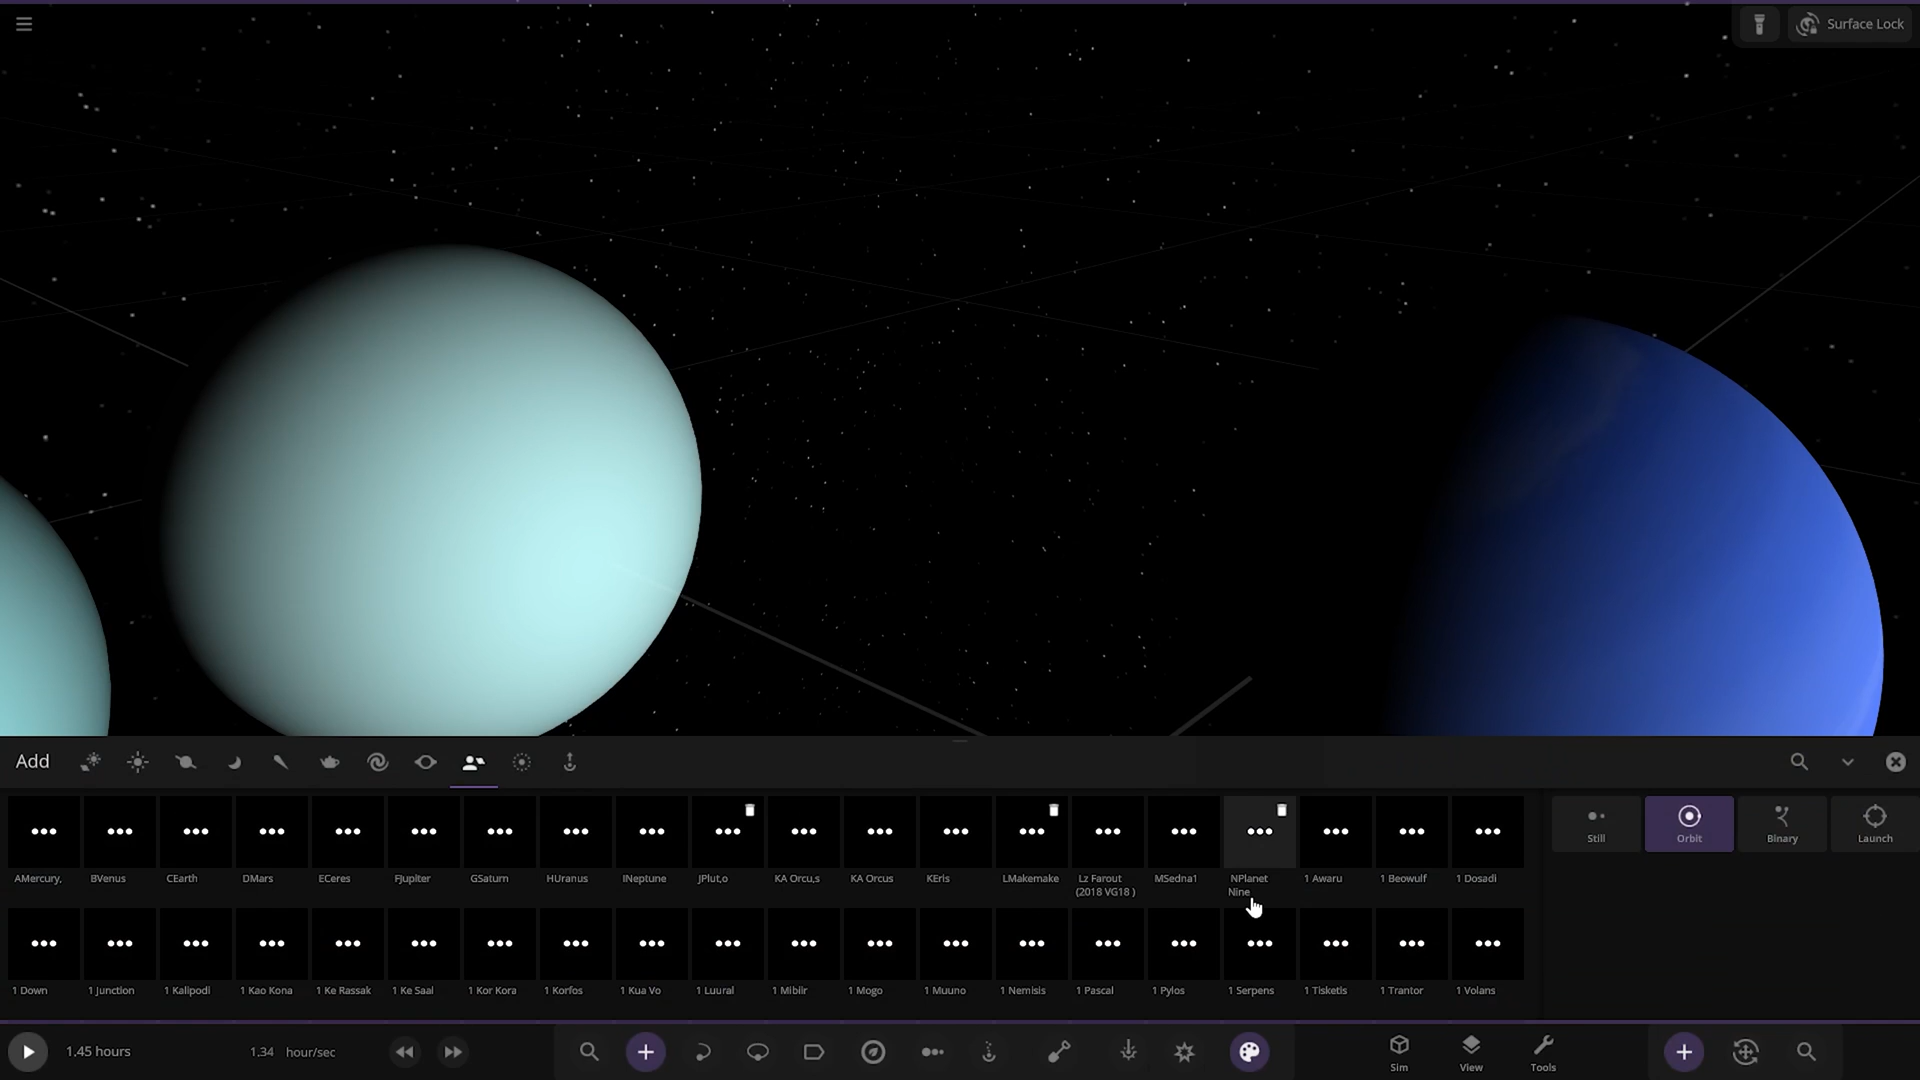 Surface Lock
Add
AMercury,
BVenus
CEarth
DMars
ECeres
FJupiter
GSaturn
HUranus
INeptune
JPlut,o
KA Orcu,s
KA Orcus
KEris
LMakemake
Lz Farout
(2018 VG18 )
MSedna1
NPlanet
Nine
1 Awaru
1 Beowulf
1 Dosadi
Still
Orbit
Binary
Launch
1 Down
1 Junction
1 Kalipodi
1 Kao Kona
1 Ke Rassak
1 Ke Saal
1 Kor Kora
1 Korfos
1 Kua Vo
1 Luural
1 Mibiir
1 Mogo
1 Muuno
1 Nemisis
1 Pascal
1 Pylos
1 Serpens
1 Tisketis
1 Trantor
1 Volans
1.45 hours
1.34 hour/sec
Sim
View
Tools